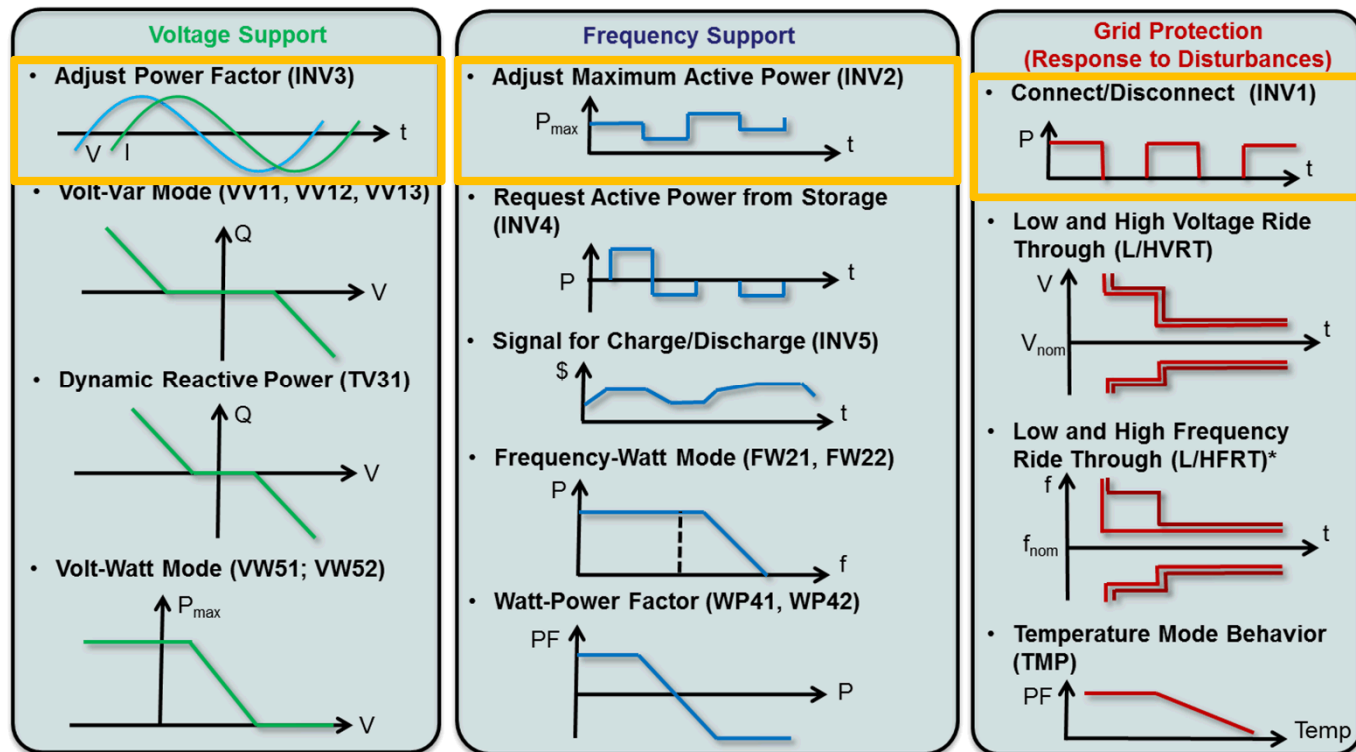 Voltage Support
• Adjust Power Factor (INV3)
V
I
t
• Volt-Var Mode (VV11, VV12, VV13)
Q
V
• Dynamic Reactive Power (TV31)
Q
V
• Volt-Watt Mode (VW51; VW52)
Pmax
V
Frequency Support
• Adjust Maximum Active Power (INV2)
Pmax
t
• Request Active Power from Storage
(INV4)
P
t
• Signal for Charge/Discharge (INV5)
$
t
• Frequency-Watt Mode (FW21, FW22)
P
f
• Watt-Power Factor (WP41, WP42)
PF
P
Grid Protection
(Response to Disturbances)
• Connect/Disconnect (INV1)
P
t
• Low and High Voltage Ride
Through (L/HVRT)
V
t
Vnom
• Low and High Frequency
Ride Through (L/HFRT)*
f
t
fnom
• Temperature Mode Behavior
(TMP)
PF
Temp